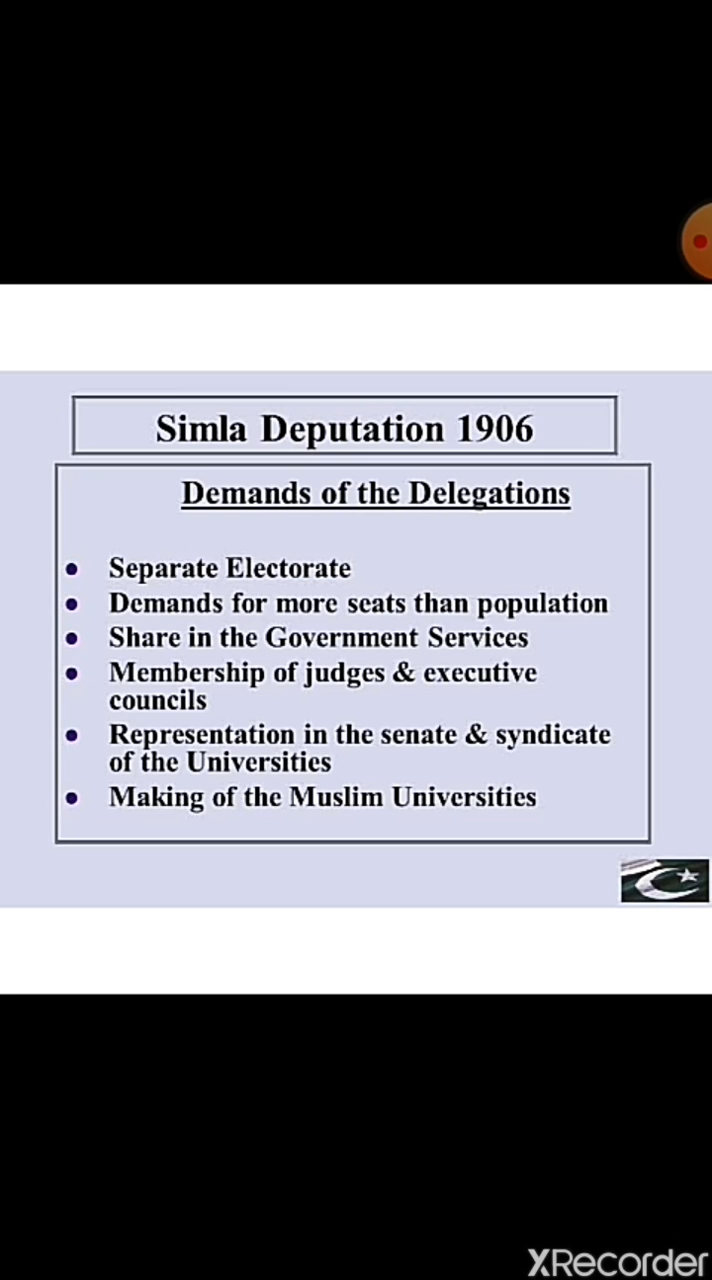 Simla Deputation 1906
Demands of the Delegations
• Separate Electorate
• Demands for more seats than population
• Share in the Government Services
• Membership of judges & executive
councils
• Representation in the senate & syndicate
of the Universities
• Making of the Muslim Universities
XRecorder